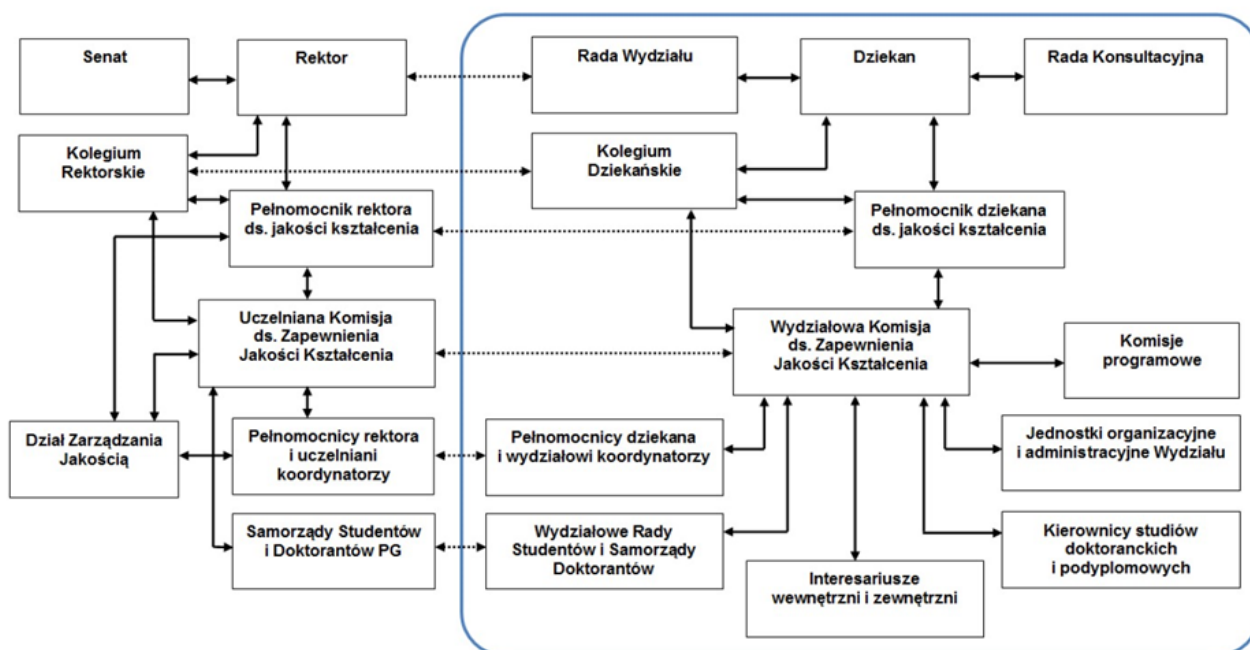 Senat
Rektor
Rada Wydziału
Dziekan
Rada Konsultacyjna
Kolegium
Rektorskie
Kolegium
Dziekańskie
Pełnomocnik rektora
ds. jakości kształcenia
Pełnomocnik dziekana
ds. jakości kształcenia
Uczelniana Komisja
ds. Zapewnienia
Jakości Kształcenia
Wydziałowa Komisja
ds. Zapewnienia
Jakości Kształcenia
Komisje
programowe
Dział Zarządzania
Jakością
Pełnomocnicy rektora
i uczelniani
koordynatorzy
Pełnomocnicy dziekana
i wydziałowi koordynatorzy
Jednostki organizacyjne
i administracyjne Wydziału
Samorządy Studentów
i Doktorantów PG
Wydziałowe Rady
Studentów i Samorządy
Doktorantów
Interesariusze
wewnętrzni i zewnętrzni
Kierownicy studiów
doktoranckich
i podyplomowych